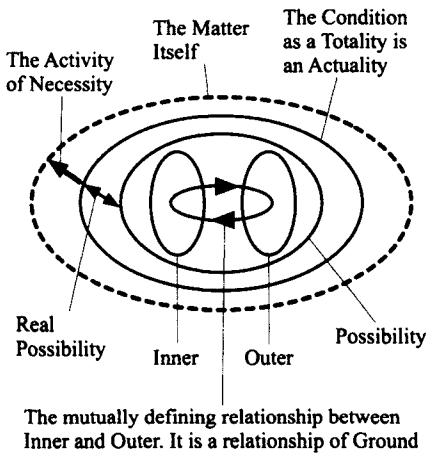 The Matter
Itself
The Condition
as a Totality is
an Actuality
The Activity
of Necessity
Real
Possibility
Inner
Outer
Possibility
The mutually defining relationship between
Inner and Outer. It is a relationship of Ground